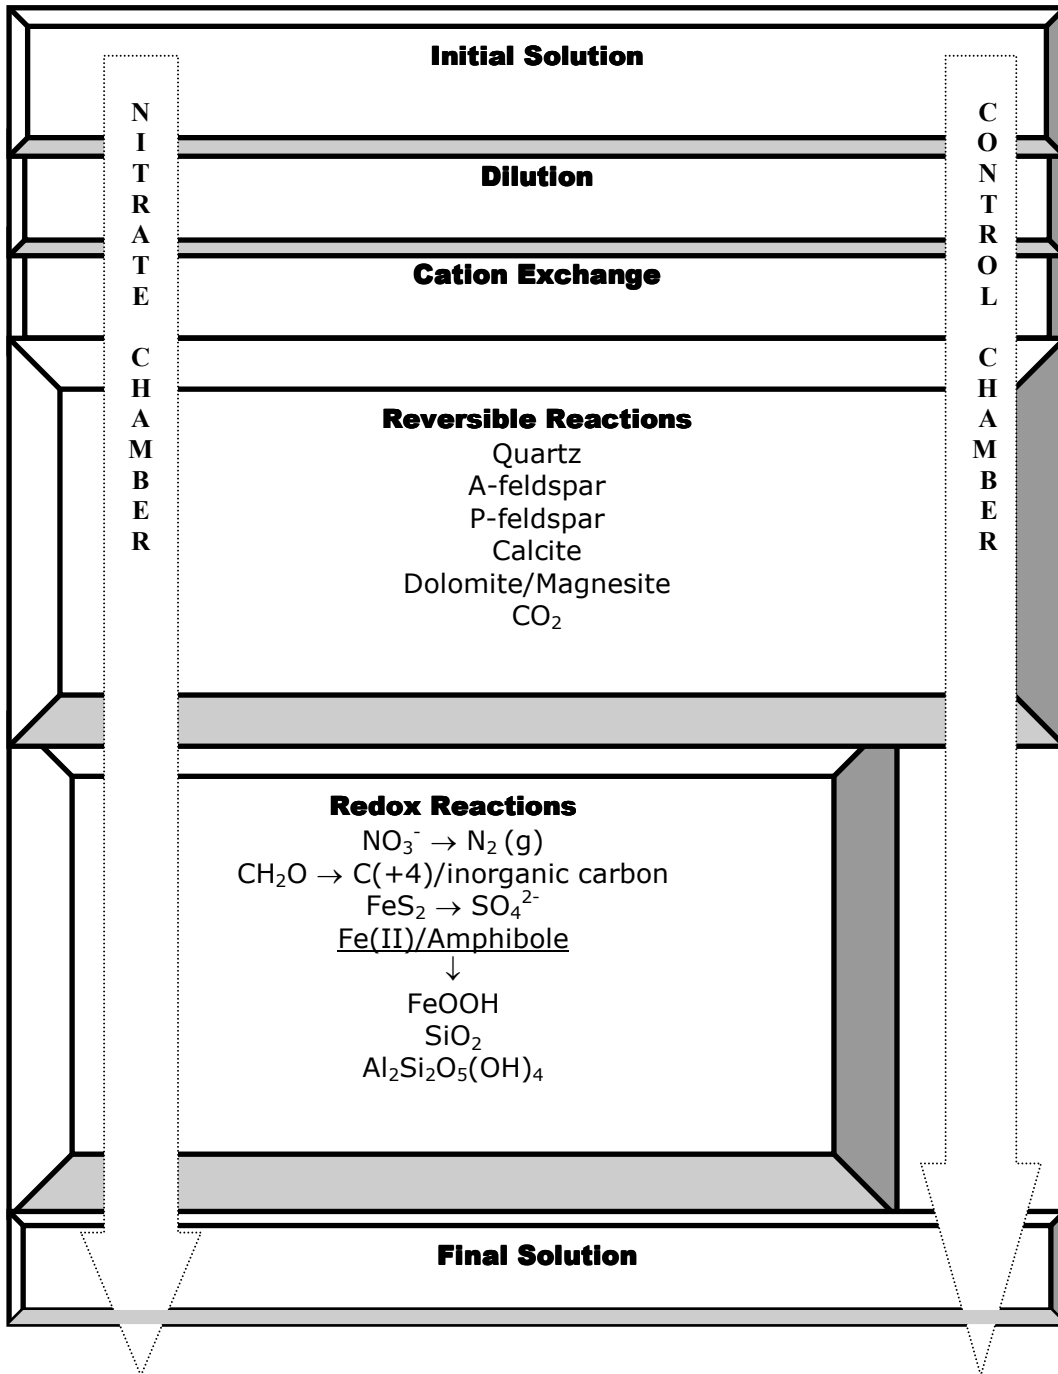 Initial Solution
Dilution
Cation Exchange
Reversible Reactions
Quartz
A-feldspar
P-feldspar
Calcite
Dolomite/Magnesite
CO₂
Redox Reactions
NO₃⁻ → N₂ (g)
CH₂O → C(+4)/inorganic carbon
FeS₂ → SO₄²⁻
Fe(II)/Amphibole
↓
FeOOH
SiO₂
Al₂Si₂O₅(OH)₄
Final Solution
NITRATE CHAMBER
CONTROL CHAMBER